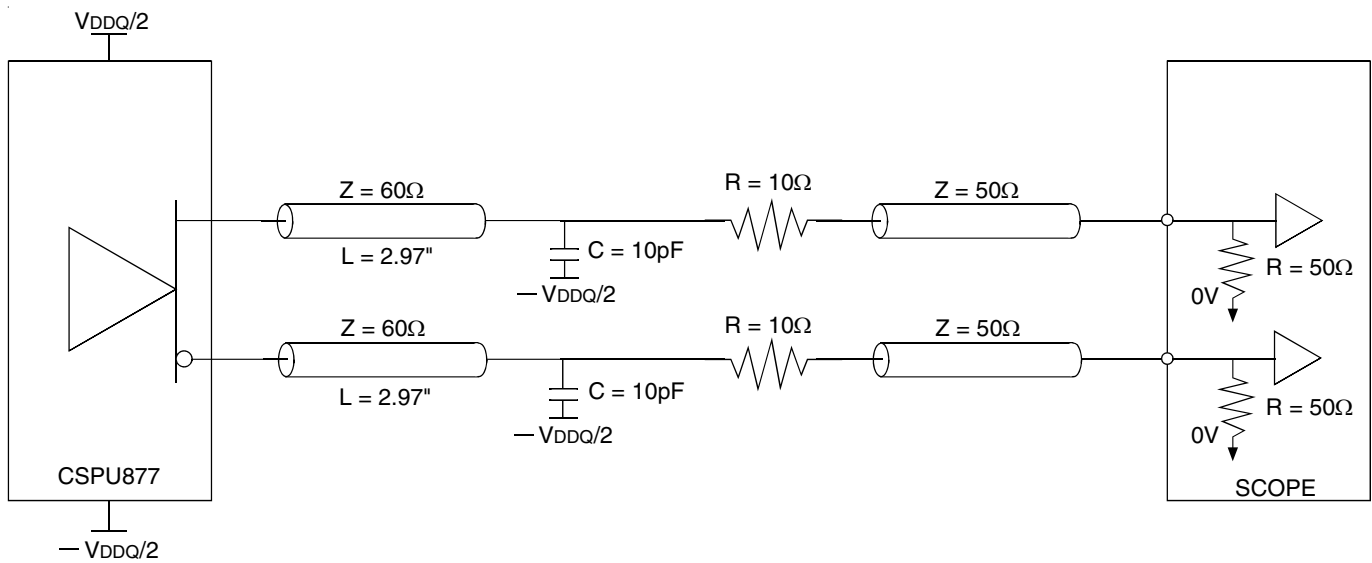 VDDQ/2
Z = 60Ω
R = 10Ω
Z = 50Ω
L = 2.97"
C = 10pF
— VDDQ/2
R = 50Ω
0V
Z = 60Ω
R = 10Ω
Z = 50Ω
L = 2.97"
C = 10pF
— VDDQ/2
R = 50Ω
0V
CSPU877
SCOPE
— VDDQ/2